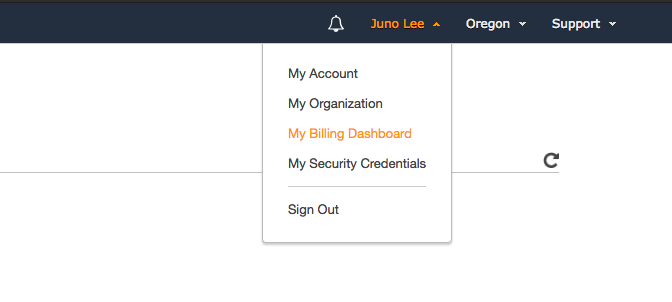 Juno Lee Oregon Support
My Account
My Organization
My Billing Dashboard
My Security Credentials
Sign Out